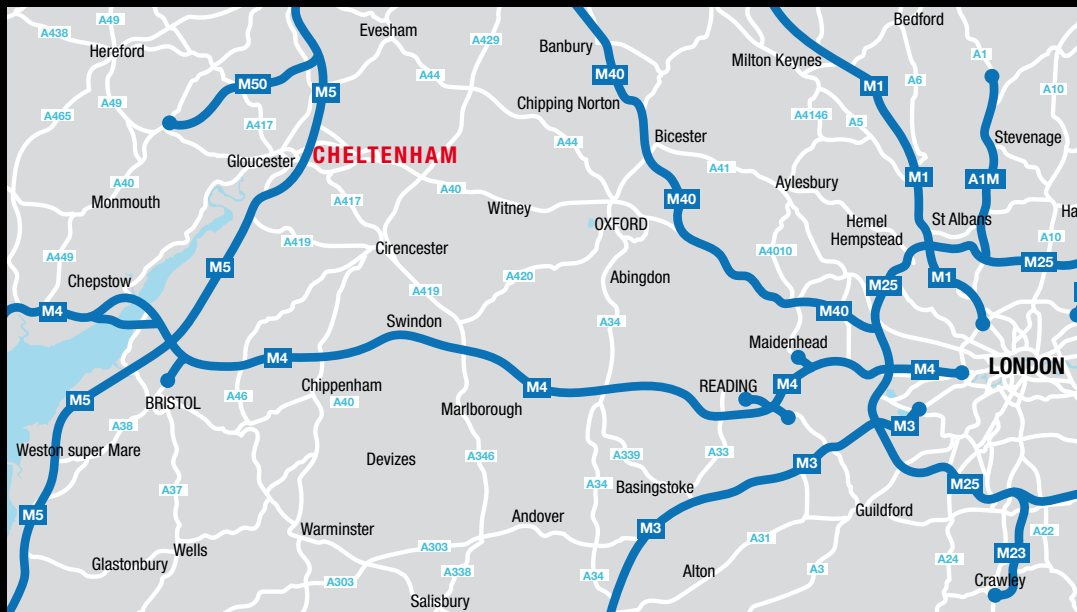 A49
A438
Hereford
Evesham
A429
Banbury
Bedford
A1
Milton Keynes
M40
A44
M50
M5
M1
A6
A10
A49
A465
Chipping Norton
A4146
A5
A417
Bicester
Stevenage
A44
Gloucester
CHELTENHAM
A41
M1
A1M
A40
A40
Aylesbury
Monmouth
A417
Witney
M40
Hemel
Hempstead
St Albans
Ha
OXFORD
A419
Cirencester
A4010
A10
A449
M5
A420
Abingdon
M25
M1
M25
Chepstow
A419
M4
M40
Swindon
A34
Maidenhead
M4
LONDON
M4
Chippenham
M4
READING
M4
M5
BRISTOL
A46
A40
Marlborough
A38
M3
Weston super Mare
Devizes
A346
A339
A33
M3
A37
A34
Basingstoke
M25
M5
Warminster
Andover
M3
Guildford
A22
Wells
A303
A31
M23
Glastonbury
A303
A338
A34
Alton
A3
A24
Crawley
Salisbury